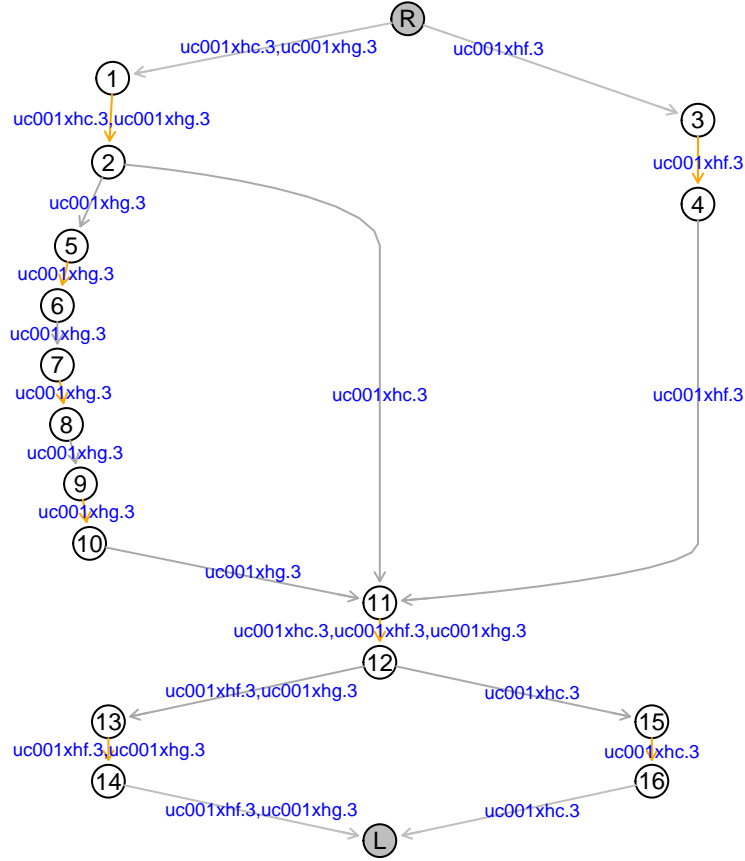 R
uc001xhc.3,uc001xhg.3
uc001xhf.3
1
uc001xhc.3,uc001xhg.3
3
2
uc001xhf.3
uc001xhg.3
4
5
uc001xhg.3
6
uc001xhg.3
7
uc001xhg.3
uc001xhc.3
uc001xhf.3
8
uc001xhg.3
9
uc001xhg.3
10
uc001xhg.3
11
uc001xhc.3,uc001xhf.3,uc001xhg.3
12
uc001xhf.3,uc001xhg.3
uc001xhc.3
13
15
uc001xhf.3,uc001xhg.3
uc001xhc.3
14
16
uc001xhf.3,uc001xhg.3
uc001xhc.3
L